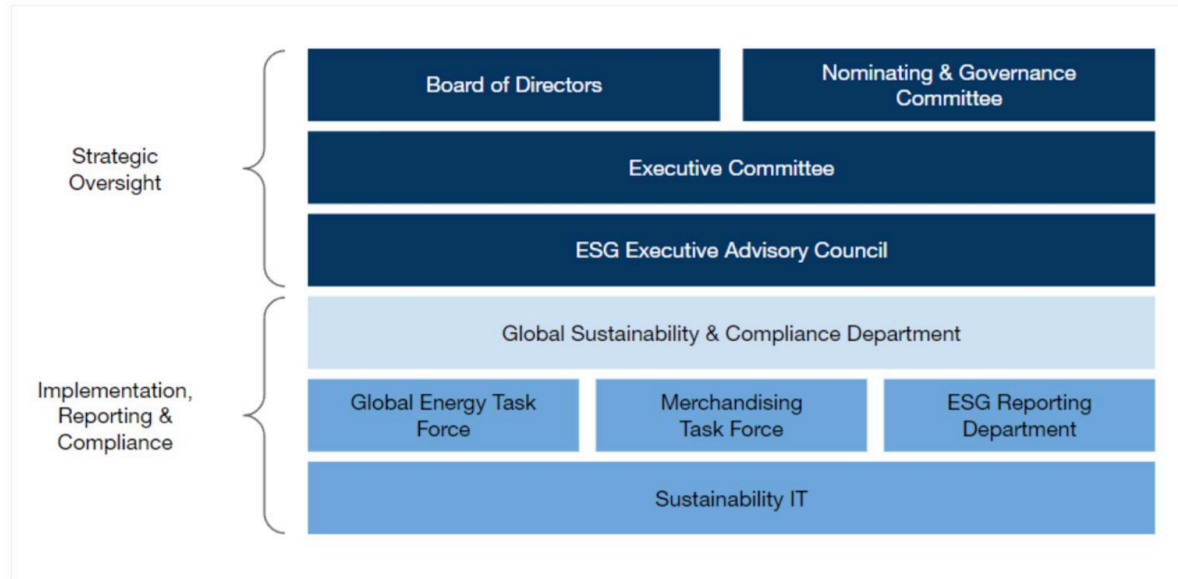 Board of Directors
Nominating & Governance
Committee
Strategic
Oversight
Executive Committee
ESG Executive Advisory Council
Global Sustainability & Compliance Department
Implementation,
Reporting &
Compliance
Global Energy Task
Force
Merchandising
Task Force
ESG Reporting
Department
Sustainability IT